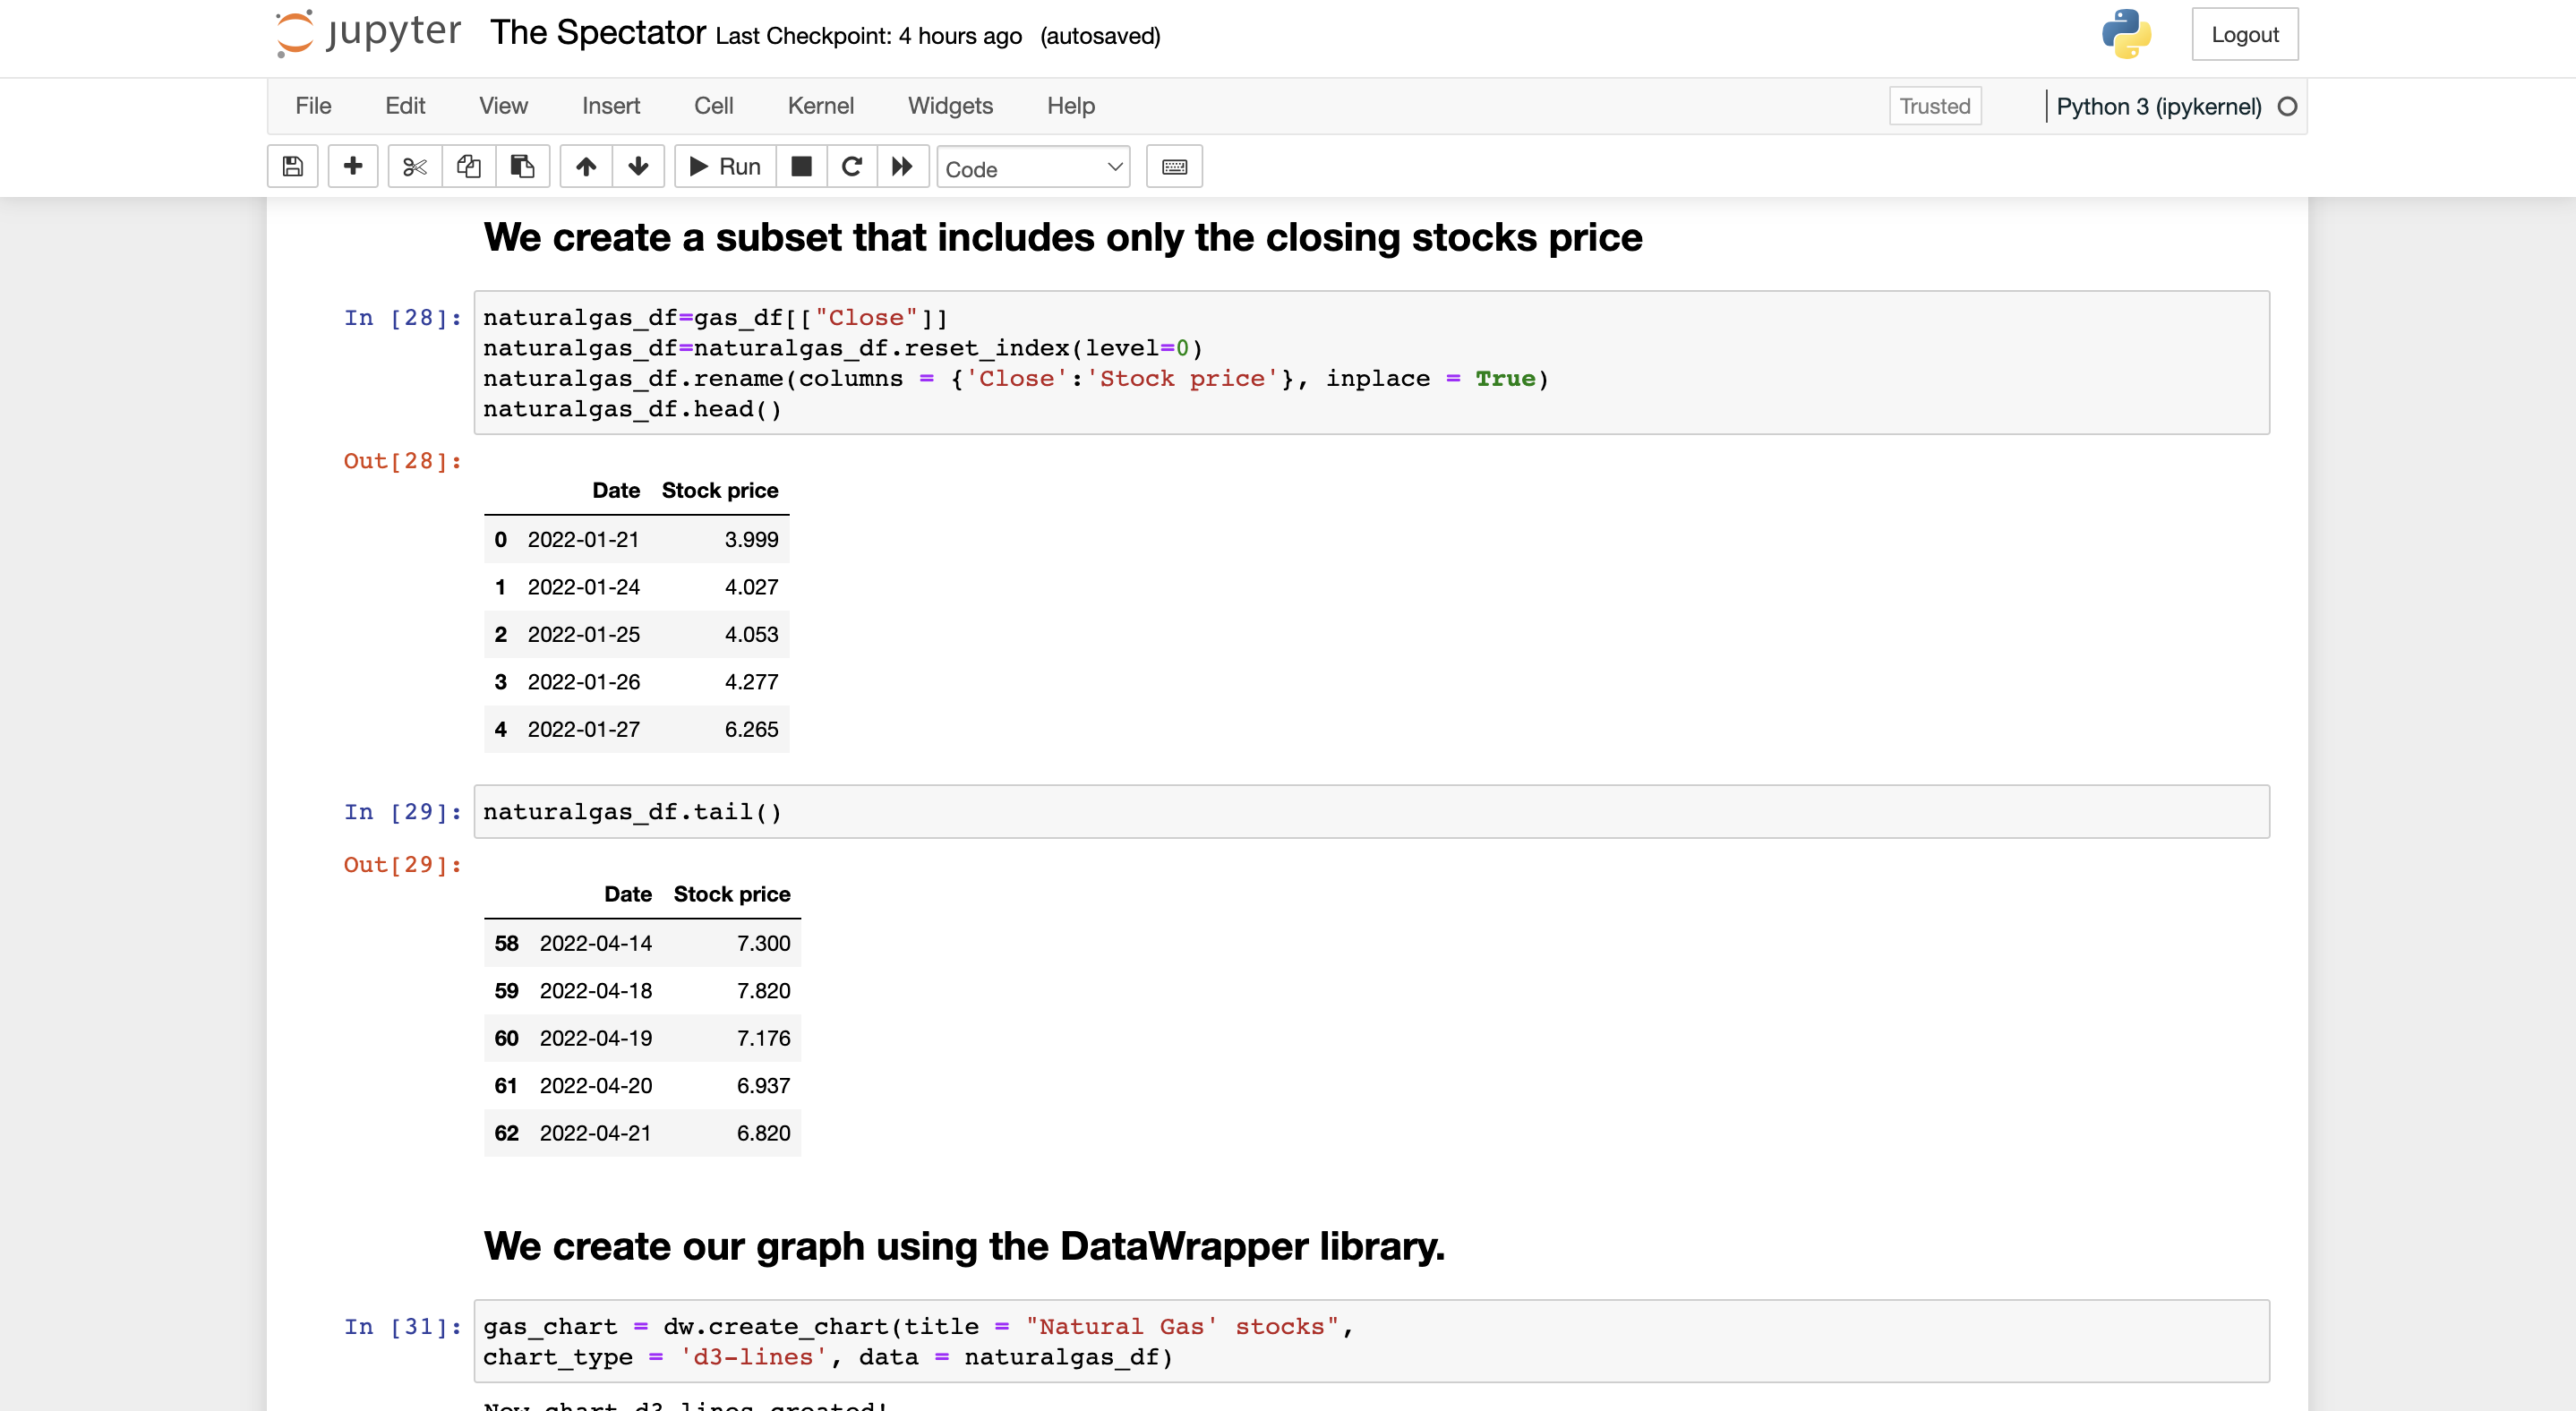 jupyter The Spectator Last Checkpoint: 4 hours ago (autosaved) Logout
File Edit View Insert Cell Kernel Widgets Help Trusted Python 3 (ipykernel)
Run Code
We create a subset that includes only the closing stocks price
In [28]: naturalgas_df=gas_df[["Close"]]
naturalgas_df=naturalgas_df.reset_index(level=0)
naturalgas_df.rename(columns = {'Close':'Stock price'}, inplace = True)
naturalgas_df.head()
Out[28]:
Date Stock price
0 2022-01-21 3.999
1 2022-01-24 4.027
2 2022-01-25 4.053
3 2022-01-26 4.277
4 2022-01-27 6.265
In [29]: naturalgas_df.tail()
Out[29]:
Date Stock price
58 2022-04-14 7.300
59 2022-04-18 7.820
60 2022-04-19 7.176
61 2022-04-20 6.937
62 2022-04-21 6.820
We create our graph using the DataWrapper library.
In [31]: gas_chart = dw.create_chart(title = "Natural Gas' stocks",
chart_type = 'd3-lines', data = naturalgas_df)
New chart d3-lines created!